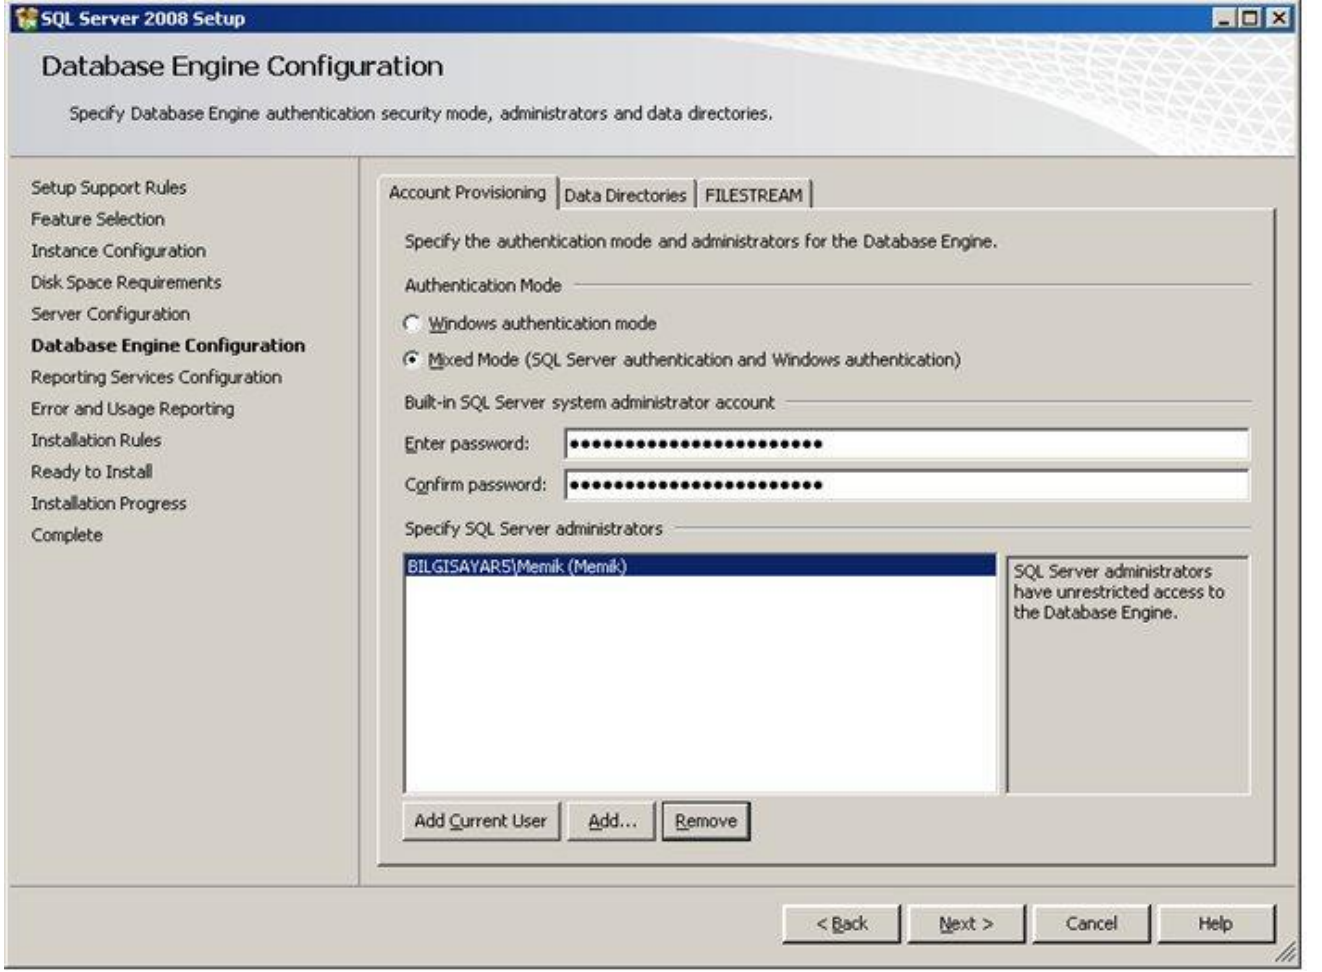 SQL Server 2008 Setup
Database Engine Configuration
Specify Database Engine authentication security mode, administrators and data directories.
Setup Support Rules
Feature Selection
Instance Configuration
Disk Space Requirements
Server Configuration
Database Engine Configuration
Reporting Services Configuration
Error and Usage Reporting
Installation Rules
Ready to Install
Installation Progress
Complete
Account Provisioning
Data Directories
FILESTREAM
Specify the authentication mode and administrators for the Database Engine.
Authentication Mode
Windows authentication mode
Mixed Mode (SQL Server authentication and Windows authentication)
Built-in SQL Server system administrator account
Enter password: ●●●●●●●●●●●●●●●●●●●●●●●
Confirm password: ●●●●●●●●●●●●●●●●●●●●●●●
Specify SQL Server administrators
BILGISAYAR5\Memik (Memik)
SQL Server administrators
have unrestricted access to
the Database Engine.
Add Current User
Add...
Remove
< Back
Next >
Cancel
Help